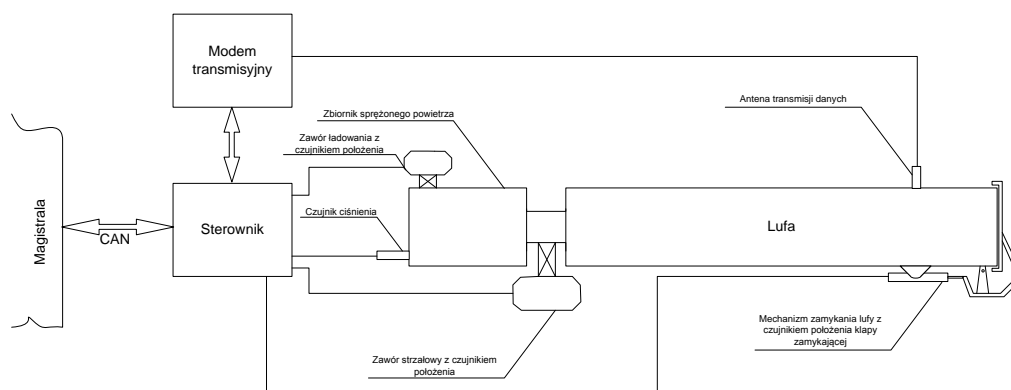 Modem
transmisyjny
Antena transmisji danych
Zbiornik sprężonego powietrza
Zawór ładowania z
czujnikiem położenia
Magistrala
CAN
Sterownik
Czujnik ciśnienia
Lufa
Mechanizm zamykania lufy z
czujnikiem położenia klapy
zamykającej
Zawór strzałowy z czujnikiem
położenia